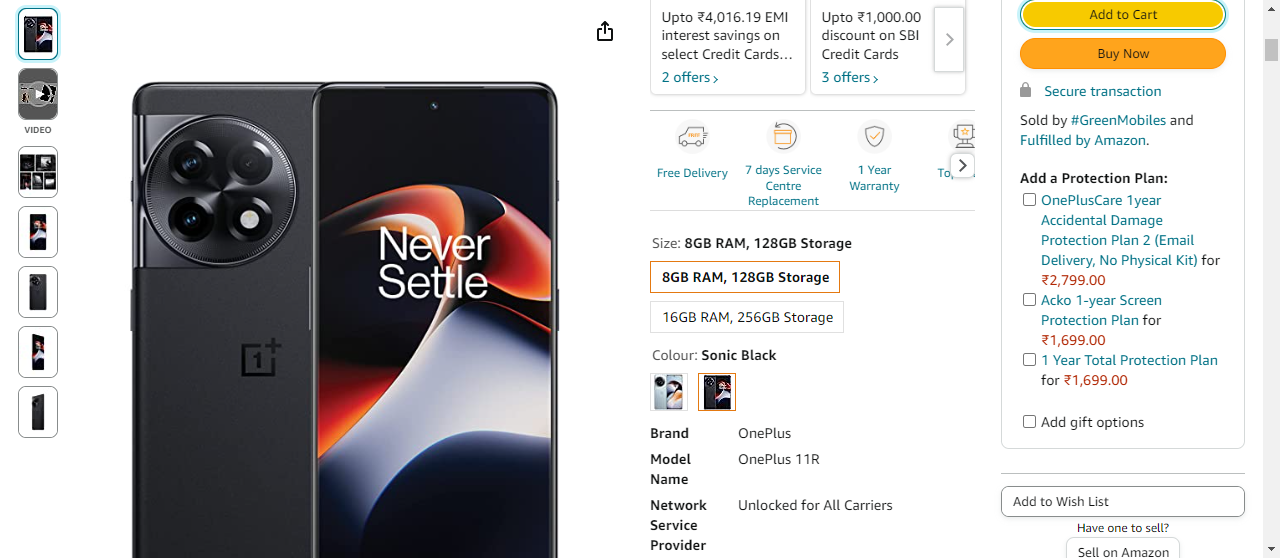 VIDEO
Never
Settle
1+
Upto ₹4,016.19 EMI
interest savings on
select Credit Cards…
2 offers ›
Upto ₹1,000.00
discount on SBI
Credit Cards
3 offers ›
FREE
Free Delivery
7 days Service
Centre
Replacement
1 Year
Warranty
Size: 8GB RAM, 128GB Storage
8GB RAM, 128GB Storage
16GB RAM, 256GB Storage
Colour: Sonic Black
Brand OnePlus
Model OnePlus 11R
Name
Network Unlocked for All Carriers
Service
Provider
Add to Cart
Buy Now
Secure transaction
Sold by #GreenMobiles and
Fulfilled by Amazon.
Add a Protection Plan:
OnePlusCare 1year
Accidental Damage
Protection Plan 2 (Email
Delivery, No Physical Kit) for
₹2,799.00
Acko 1-year Screen
Protection Plan for
₹1,699.00
1 Year Total Protection Plan
for ₹1,699.00
Add gift options
Add to Wish List
Have one to sell?
Sell on Amazon